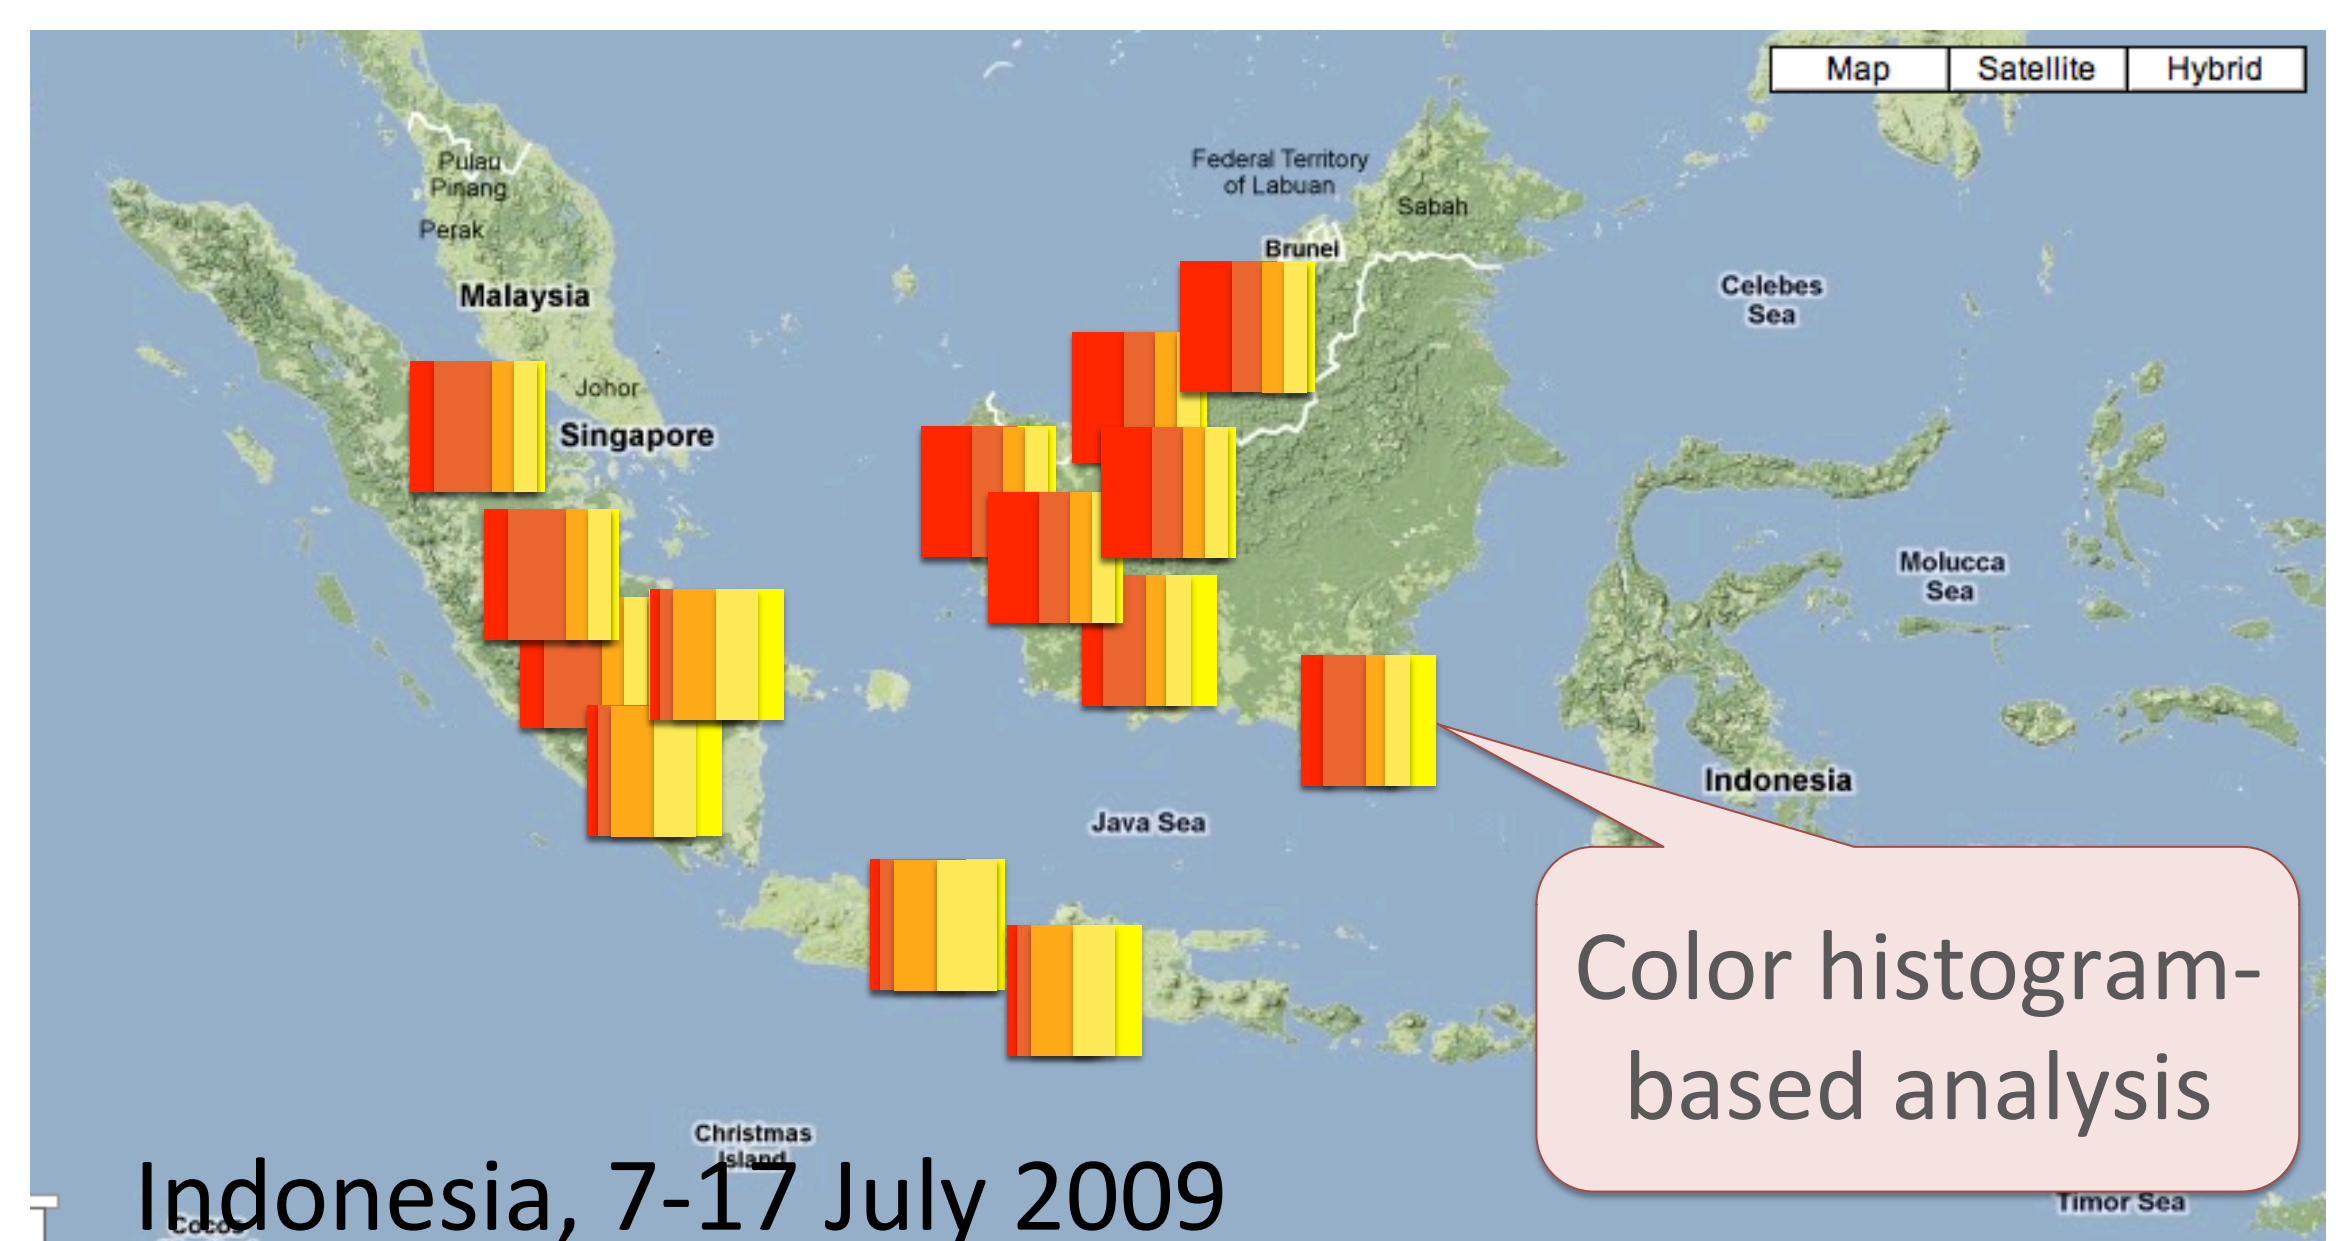 Map Satellite Hybrid
Pulau
Pinang
Perak
Malaysia
Johor
Singapore
Federal Territory
of Labuan
Sabah
Brunei
Celebes
Sea
Molucca
Sea
Indonesia
Java Sea
Color histogram-
based analysis
Christmas
Island
Indonesia, 7-17 July 2009
Cocos
Timor Sea